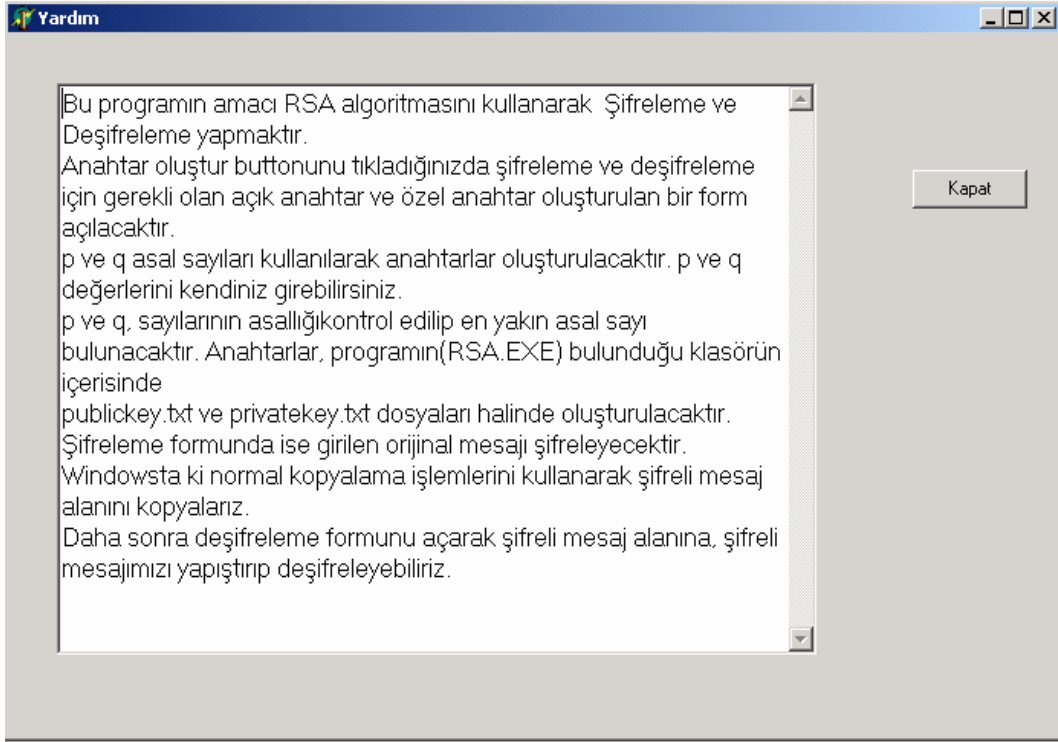 Yardım
Bu programın amacı RSA algoritmasını kullanarak  Şifreleme ve
Deşifreleme yapmaktır.
Anahtar oluştur buttonunu tıkladığınızda şifreleme ve deşifreleme
için gerekli olan açık anahtar ve özel anahtar oluşturulan bir form
açılacaktır.
p ve q asal sayıları kullanılarak anahtarlar oluşturulacaktır. p ve q
değerlerini kendiniz girebilirsiniz.
p ve q, sayılarının asallığıkontrol edilip en yakın asal sayı
bulunacaktır. Anahtarlar, programın(RSA.EXE) bulunduğu klasörün
içerisinde
publickey.txt ve privatekey.txt dosyaları halinde oluşturulacaktır.
Şifreleme formunda ise girilen orijinal mesajı şifreleyecektir.
Windowsta ki normal kopyalama işlemlerini kullanarak şifreli mesaj
alanını kopyalarız.
Daha sonra deşifreleme formunu açarak şifreli mesaj alanına, şifreli
mesajımızı yapıştırıp deşifreleyebiliriz.
Kapat